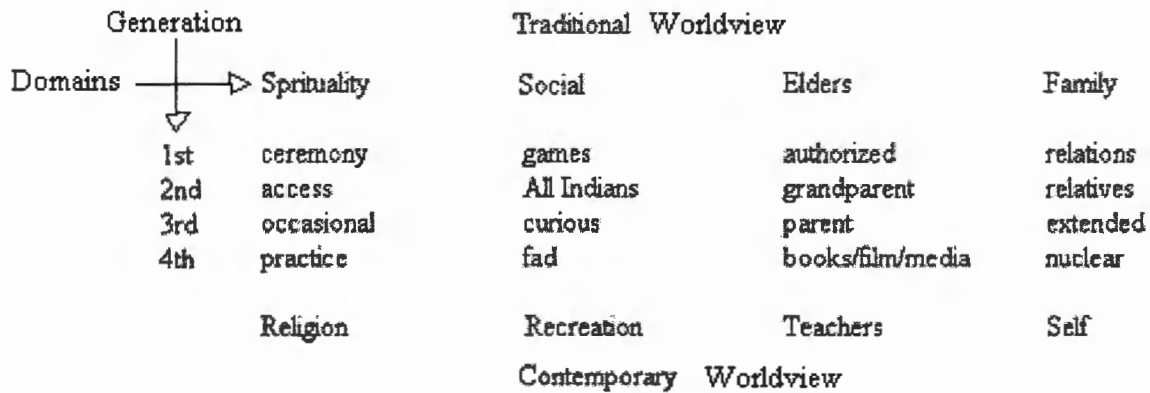 Generation Traditional Worldview
Domains Sprituality Social Elders Family
1st ceremony games authorized relations
2nd access All Indians grandparent relatives
3rd occasional curious parent extended
4th practice fad books/film/media nuclear
Religion Recreation Teachers Self
Contemporary Worldview